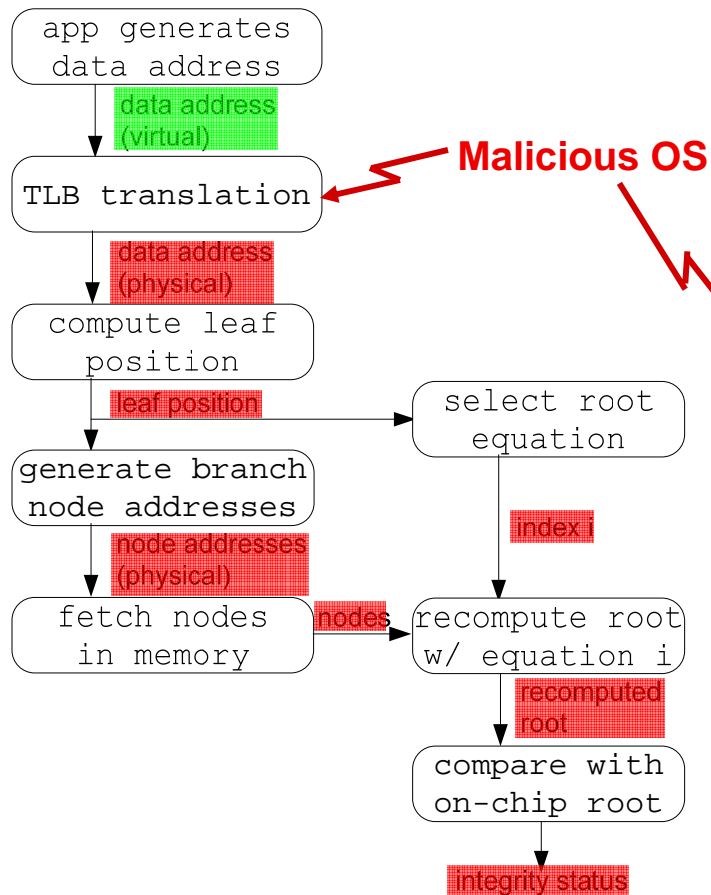 app generates
data address
data address
(virtual)
Malicious OS
TLB translation
data address
(physical)
compute leaf
position
leaf position
select root
equation
generate branch
node addresses
index i
node addresses
(physical)
fetch nodes
in memory
nodes
recompute root
w/ equation i
recomputed
root
compare with
on-chip root
integrity status